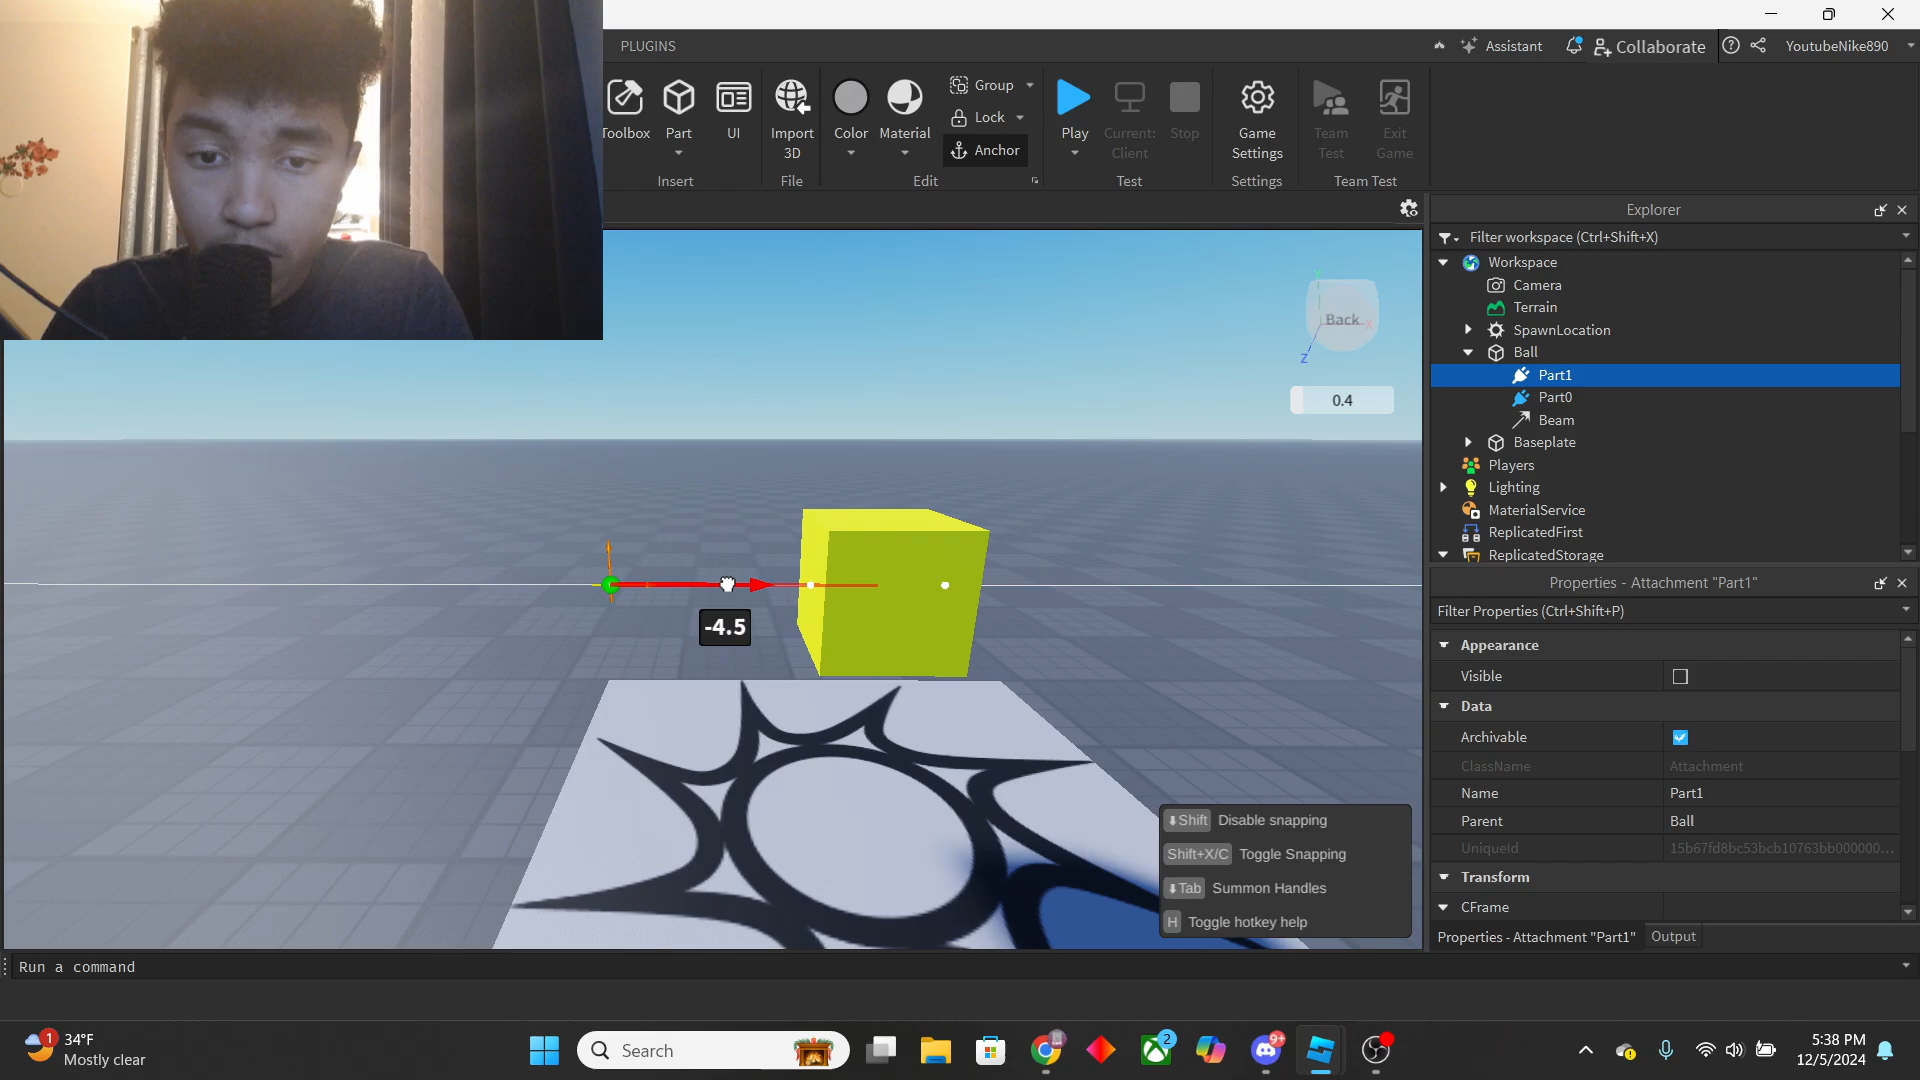 PLUGINS
Assistant
Collaborate
YoutubeNike890
Toolbox
Part
UI
Import
3D
Color
Material
Group
Lock
Anchor
Play
Current:
Client
Stop
Game
Settings
Team
Test
Exit
Game
Insert
File
Edit
Test
Settings
Team Test
Explorer
Filter workspace (Ctrl+Shift+X)
Workspace
Camera
Terrain
SpawnLocation
Ball
Part1
Part0
Beam
Baseplate
Players
Lighting
MaterialService
ReplicatedFirst
ReplicatedStorage
Y
Back
X
Z
0.4
-4.5
Shift Disable snapping
Shift+X/C Toggle Snapping
Tab Summon Handles
H Toggle hotkey help
Properties - Attachment "Part1"
Filter Properties (Ctrl+Shift+P)
Appearance
Visible
Data
Archivable
ClassName Attachment
Name Part1
Parent Ball
UniqueId 15b67fd8bc53bcb10763bb000000...
Transform
CFrame
Properties - Attachment "Part1"
Output
Run a command
1
34°F
Mostly clear
Search
2
9+
5:38 PM
12/5/2024